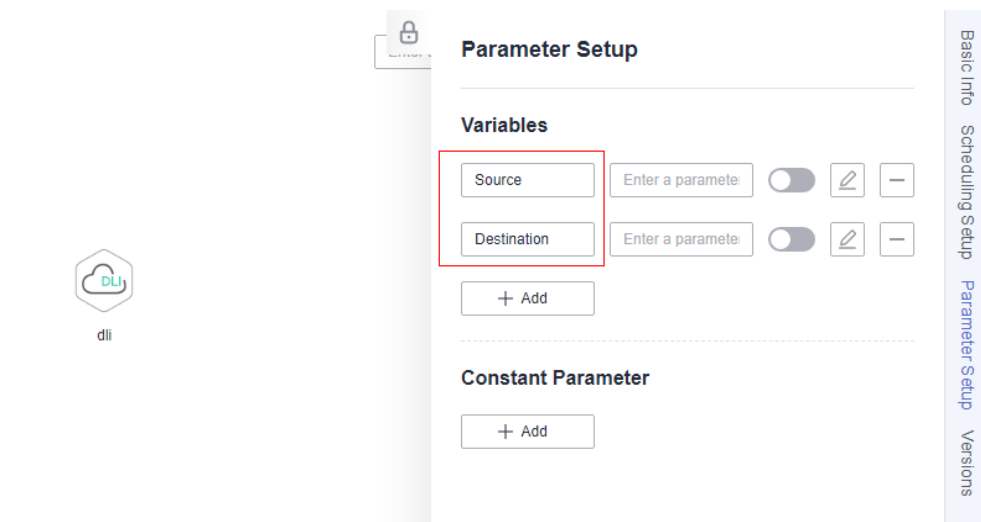 Parameter Setup
Variables
Source
Enter a paramete
Destination
Enter a paramete
+ Add
Constant Parameter
+ Add
DLI
dli
Basic Info
Scheduling Setup
Parameter Setup
Versions